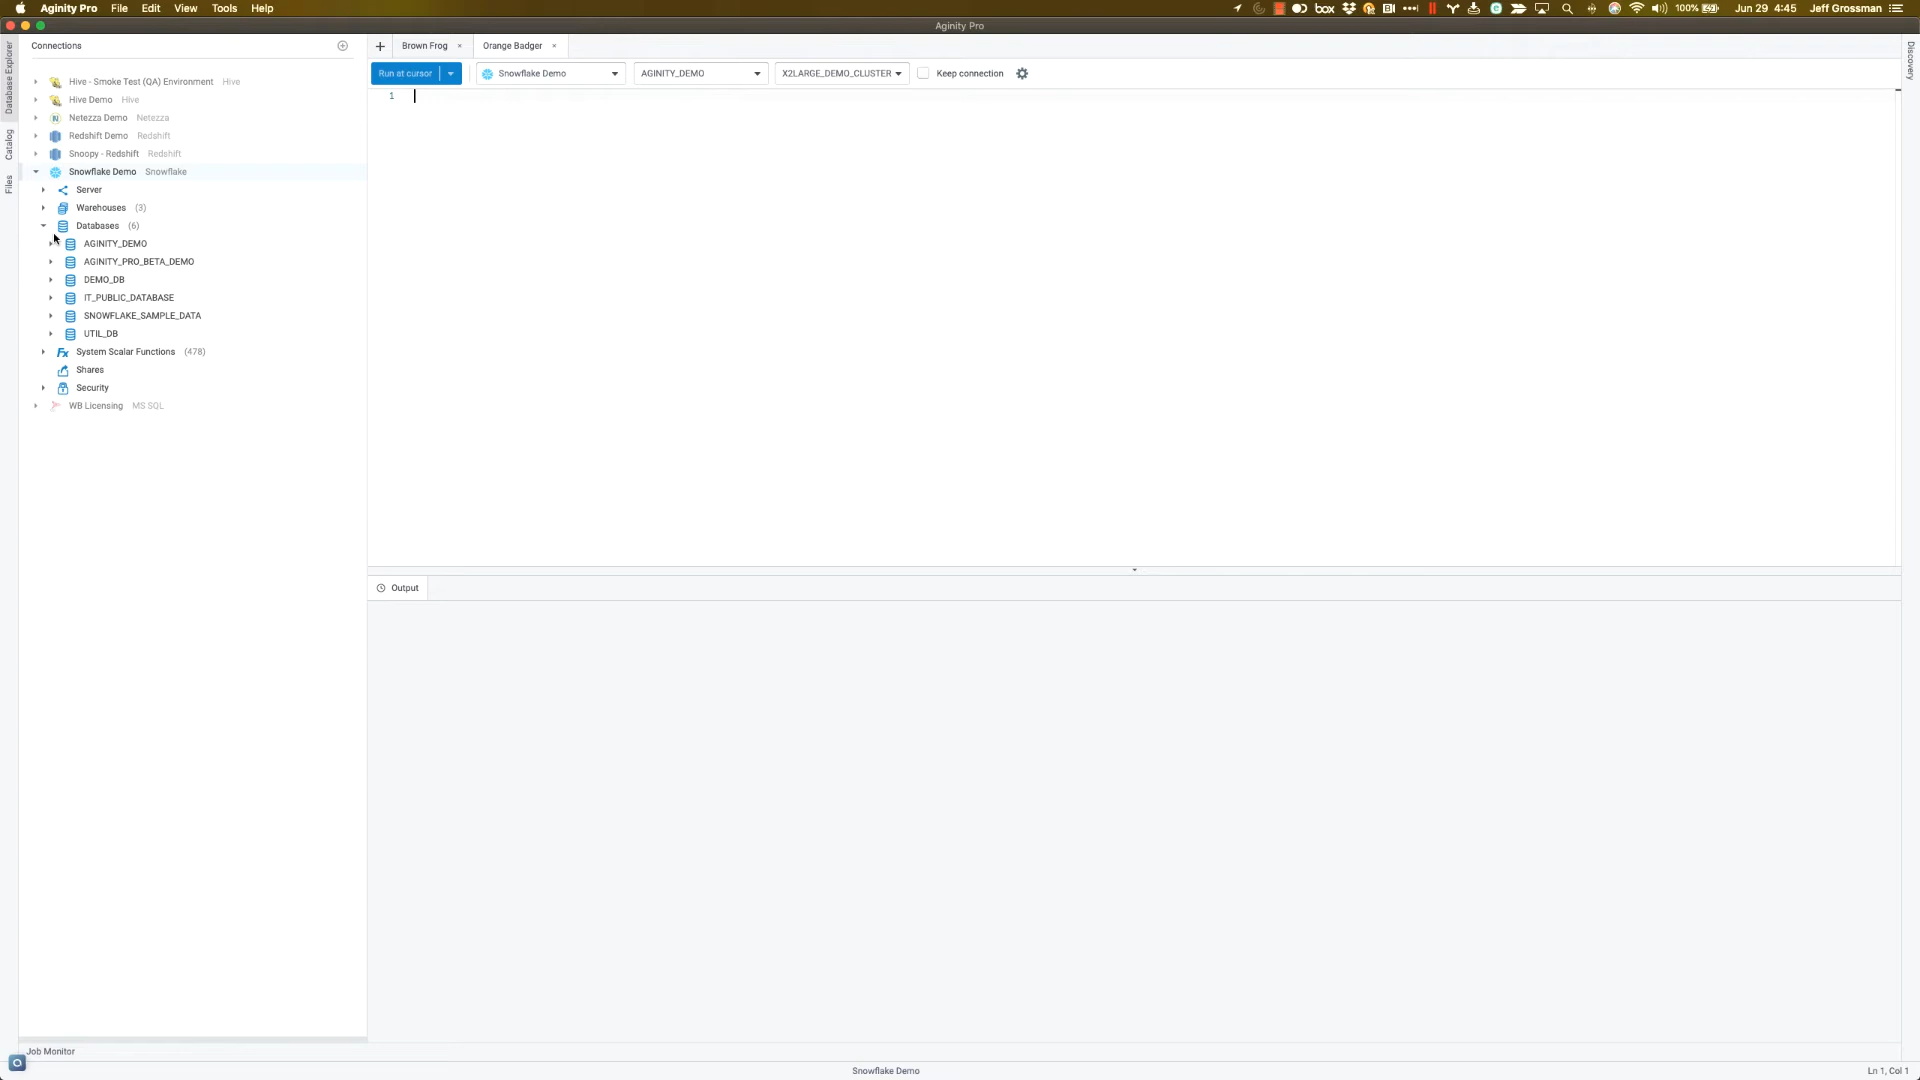 Aginity Pro File Edit View Tools Help box 100% Jun 29 4:45 Jeff Grossman
Aginity Pro
Database Explorer
Catalog
Files
Connections
Hive - Smoke Test (QA) Environment Hive
Hive Demo Hive
Netezza Demo Netezza
Redshift Demo Redshift
Snoopy - Redshift Redshift
Snowflake Demo Snowflake
Server
Warehouses (3)
Databases (6)
AGINITY_DEMO
AGINITY_PRO_BETA_DEMO
DEMO_DB
IT_PUBLIC_DATABASE
SNOWFLAKE_SAMPLE_DATA
UTIL_DB
Fx System Scalar Functions (478)
Shares
Security
WB Licensing MS SQL
Brown Frog × Orange Badger ×
Run at cursor Snowflake Demo AGINITY_DEMO X2LARGE_DEMO_CLUSTER Keep connection
1
Output
Discovery
Job Monitor
Snowflake Demo Ln 1, Col 1